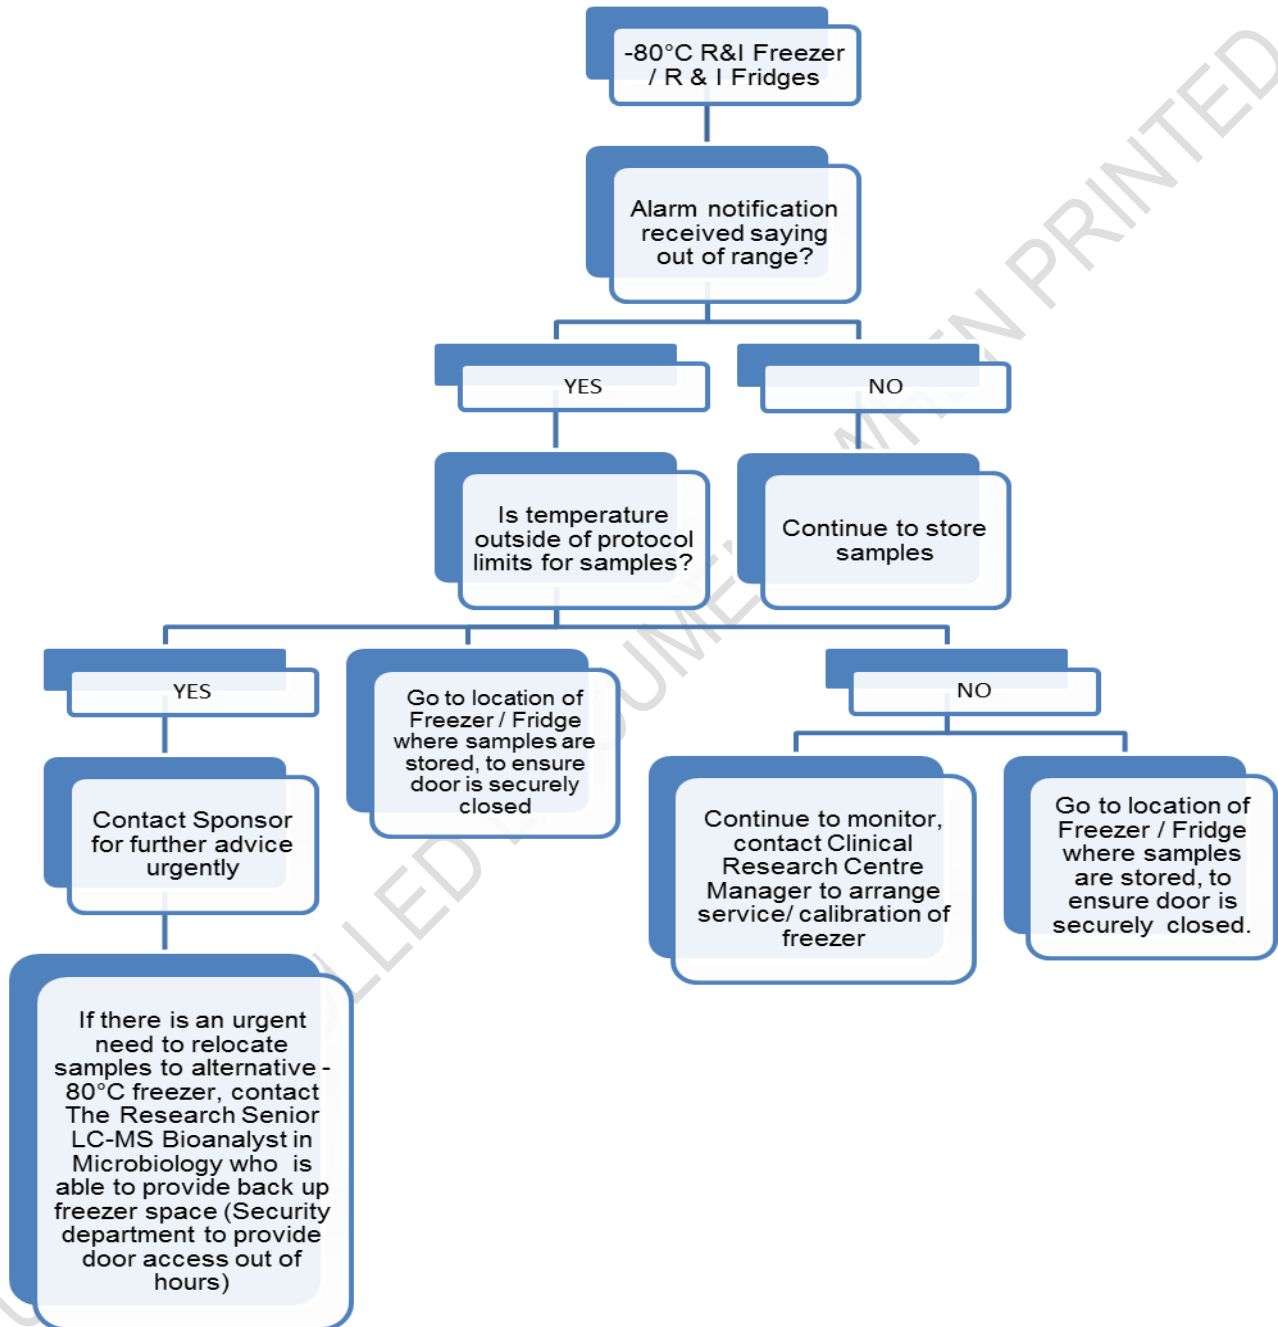 -80°C R&I Freezer
/ R & I Fridges
Alarm notification
received saying
out of range?
YES
NO
Is temperature
outside of protocol
limits for samples?
Continue to store
samples
YES
Go to location of
Freezer / Fridge
where samples are
stored, to ensure
door is securely
closed
NO
Contact Sponsor
for further advice
urgently
Continue to monitor,
contact Clinical
Research Centre
Manager to arrange
service/ calibration of
freezer
Go to location of
Freezer / Fridge
where samples
are stored, to
ensure door is
securely closed.
If there is an urgent
need to relocate
samples to alternative -
80°C freezer, contact
The Research Senior
LC-MS Bioanalyst in
Microbiology who is
able to provide back up
freezer space (Security
department to provide
door access out of
hours)
WHEN PRINTED